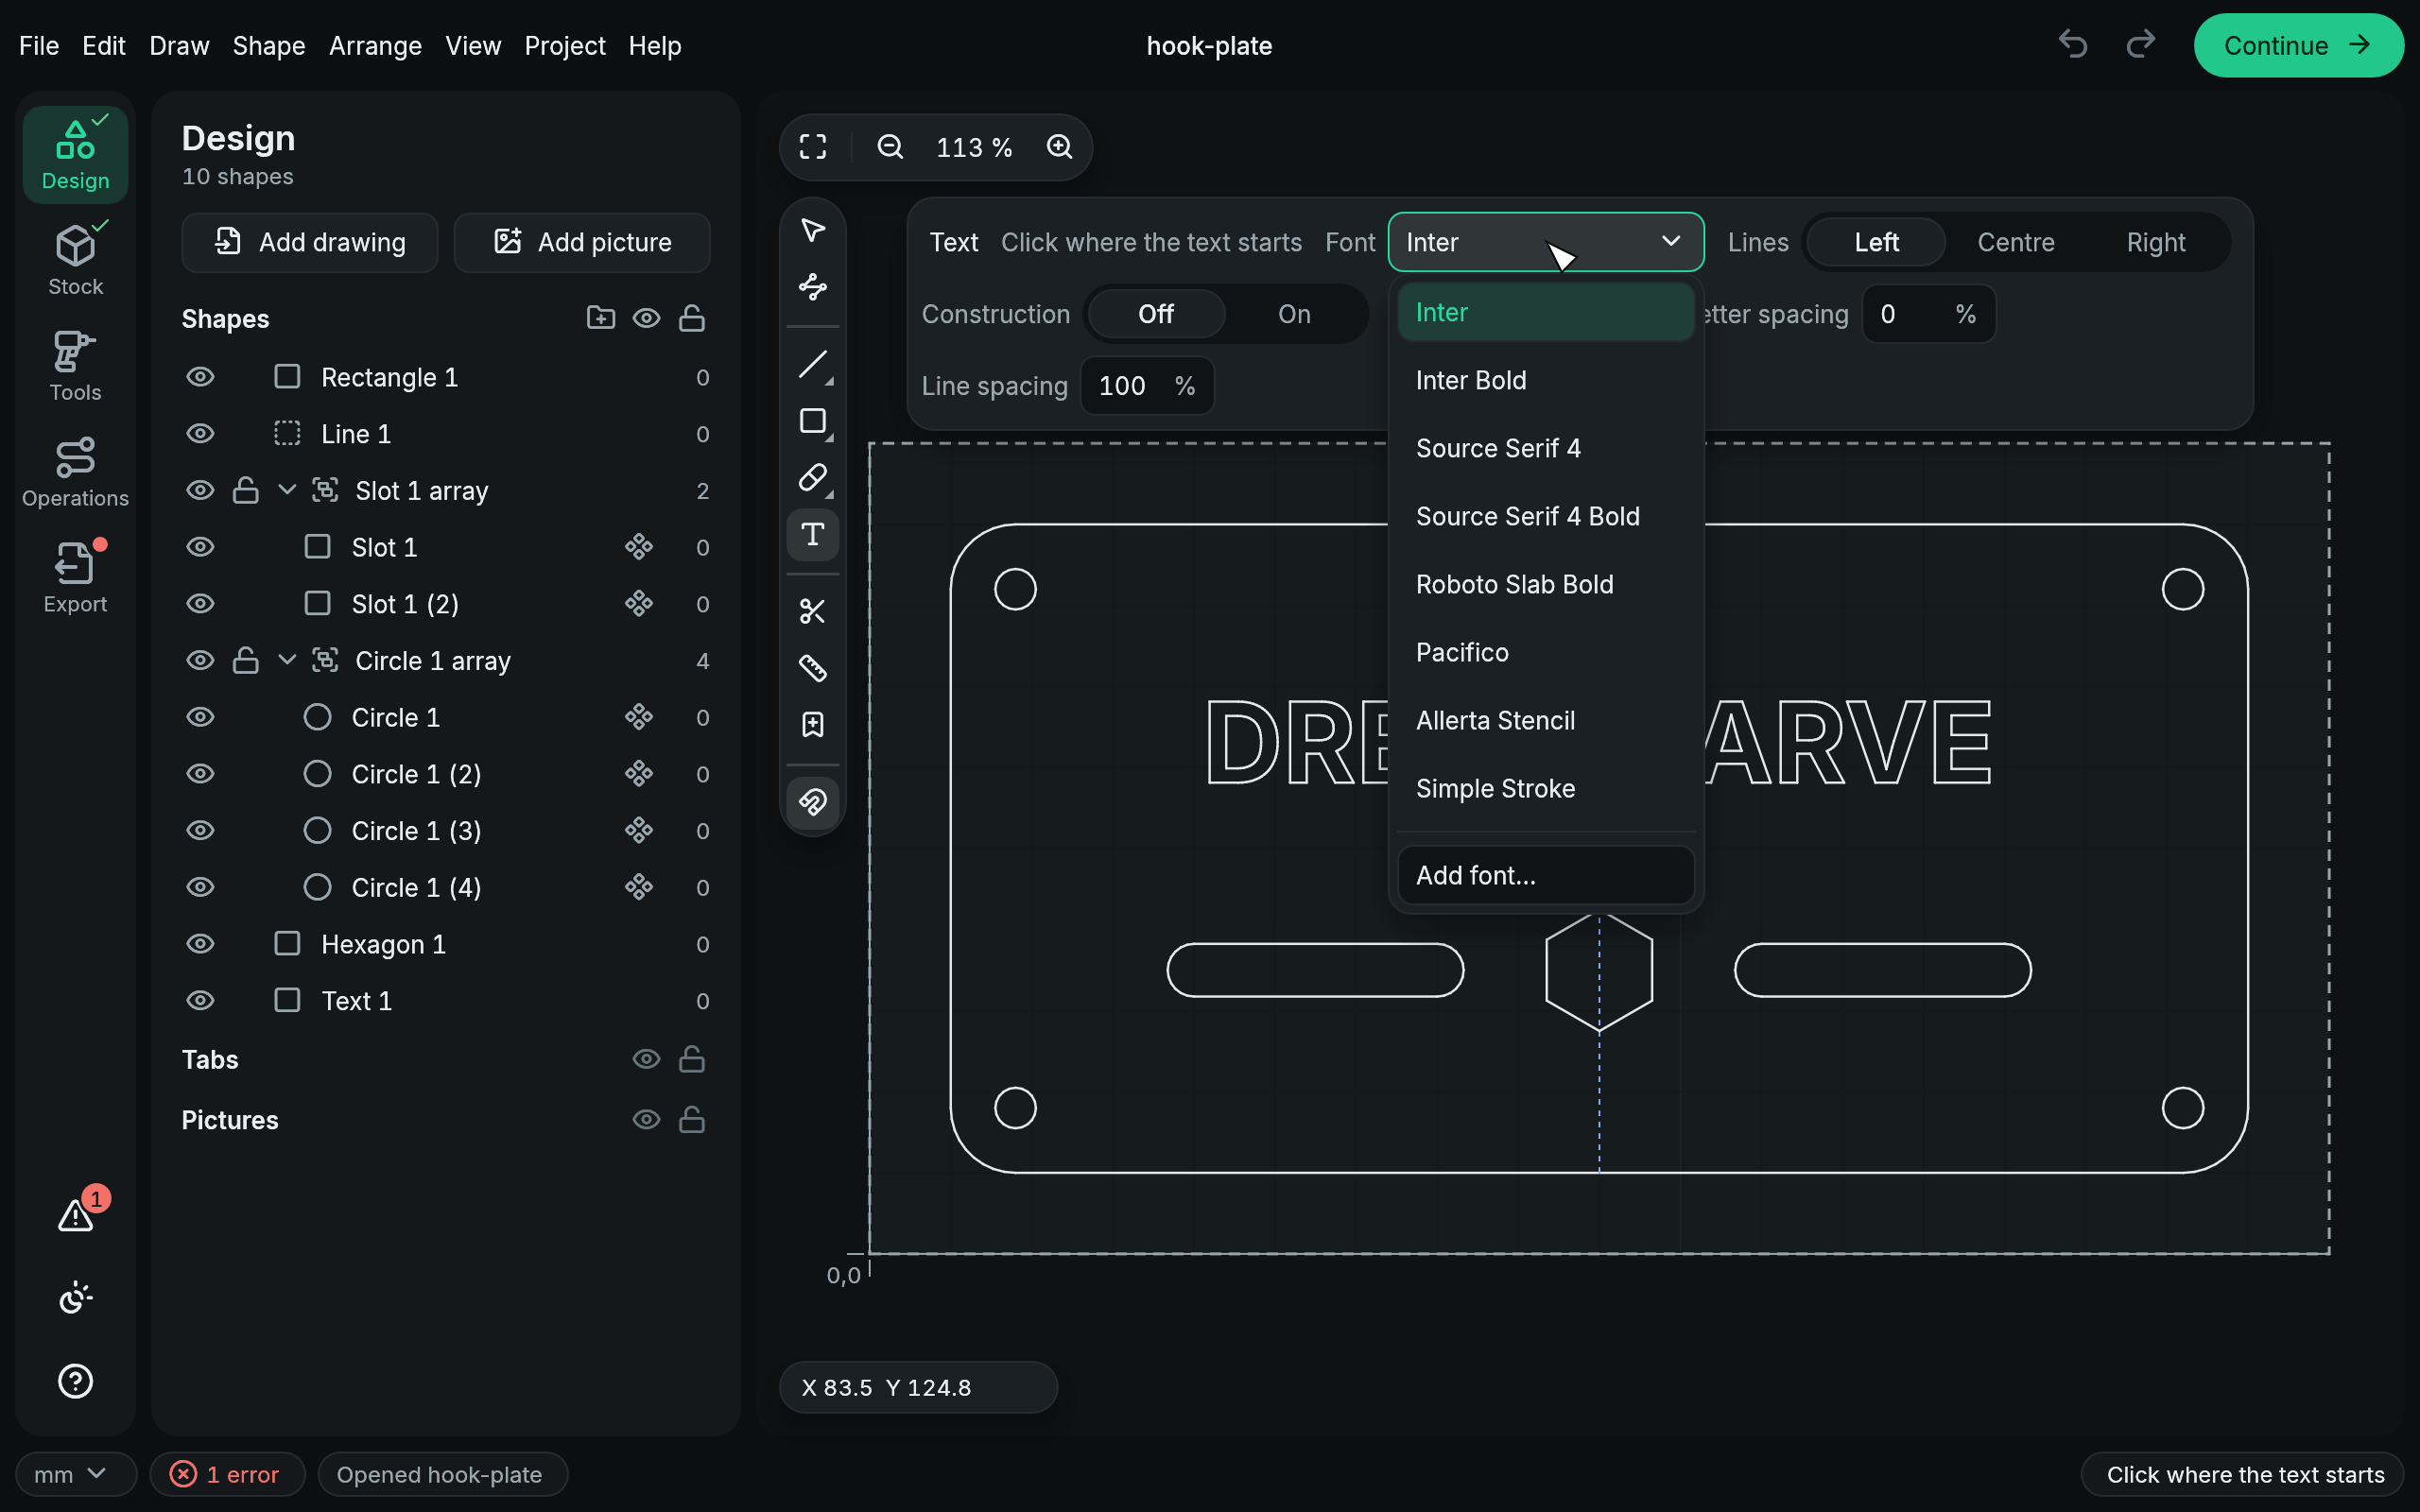 File Edit Draw Shape Arrange View Project Help
hook-plate
Continue
Design
Stock
Tools
Operations
Export
1
Design
10 shapes
Add drawing
Add picture
Shapes
Rectangle 1 0
Line 1 0
Slot 1 array 2
Slot 1 0
Slot 1 (2) 0
Circle 1 array 4
Circle 1 0
Circle 1 (2) 0
Circle 1 (3) 0
Circle 1 (4) 0
Hexagon 1 0
Text 1 0
Tabs
Pictures
113 %
Text Click where the text starts Font Inter Lines Left Centre Right
Construction Off On etter spacing 0 %
Line spacing 100 %
Inter
Inter Bold
Source Serif 4
Source Serif 4 Bold
Roboto Slab Bold
Pacifico
Allerta Stencil
Simple Stroke
Add font...
DRE ARVE
0,0
X 83.5 Y 124.8
mm
1 error
Opened hook-plate
Click where the text starts